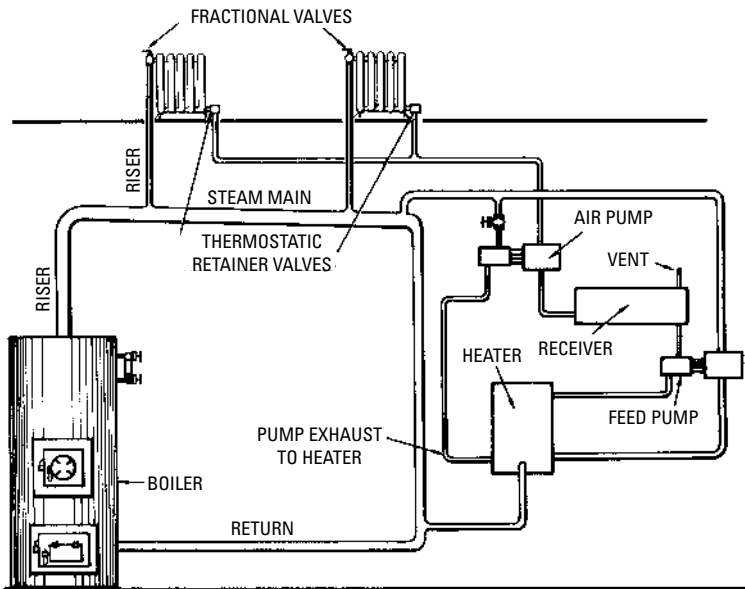 FRACTIONAL VALVES
RISER
STEAM MAIN
THERMOSTATIC
RETAINER VALVES
AIR PUMP
VENT
RISER
RECEIVER
HEATER
FEED PUMP
PUMP EXHAUST
TO HEATER
BOILER
RETURN